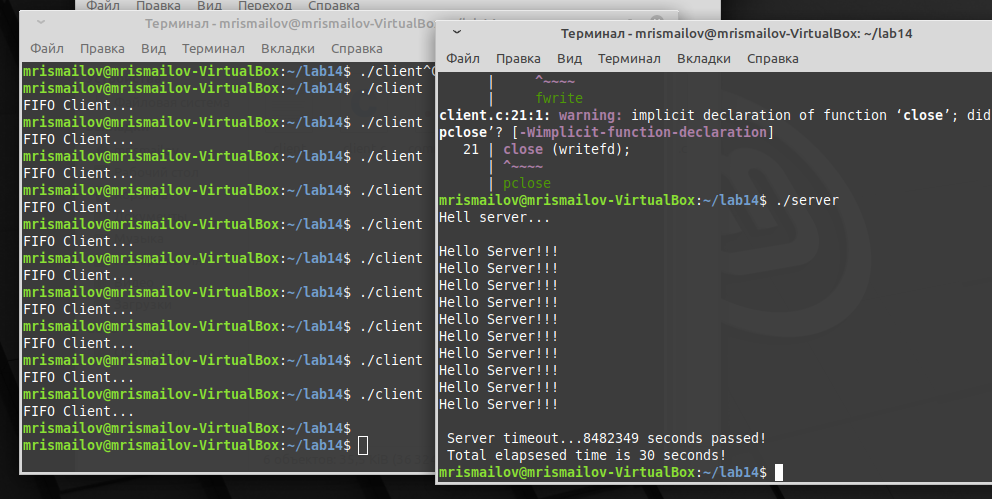 Файл Правка Вид Переход Справка
Терминал - mrismailov@mrismailov-VirtualBox
Файл Правка Вид Терминал Вкладки Справка
mrismailov@mrismailov-VirtualBox:~/lab14$ ./client^C
mrismailov@mrismailov-VirtualBox:~/lab14$ ./client
FIFO Client...
mrismailov@mrismailov-VirtualBox:~/lab14$ ./client
FIFO Client...
mrismailov@mrismailov-VirtualBox:~/lab14$ ./client
FIFO Client...
mrismailov@mrismailov-VirtualBox:~/lab14$ ./client
FIFO Client...
mrismailov@mrismailov-VirtualBox:~/lab14$ ./client
FIFO Client...
mrismailov@mrismailov-VirtualBox:~/lab14$ ./client
FIFO Client...
mrismailov@mrismailov-VirtualBox:~/lab14$ ./client
FIFO Client...
mrismailov@mrismailov-VirtualBox:~/lab14$ ./client
FIFO Client...
mrismailov@mrismailov-VirtualBox:~/lab14$ ./client
FIFO Client...
mrismailov@mrismailov-VirtualBox:~/lab14$ ./client
FIFO Client...
mrismailov@mrismailov-VirtualBox:~/lab14$
mrismailov@mrismailov-VirtualBox:~/lab14$
Терминал - mrismailov@mrismailov-VirtualBox: ~/lab14
Файл Правка Вид Терминал Вкладки Справка
| ^~~~~
| fwrite
client.c:21:1: warning: implicit declaration of function ‘close’; did
pclose’? [-Wimplicit-function-declaration]
21 | close (writefd);
| ^~~~~
| pclose
mrismailov@mrismailov-VirtualBox:~/lab14$ ./server
Hell server...
Hello Server!!!
Hello Server!!!
Hello Server!!!
Hello Server!!!
Hello Server!!!
Hello Server!!!
Hello Server!!!
Hello Server!!!
Hello Server!!!
Hello Server!!!
Server timeout...8482349 seconds passed!
Total elapsesed time is 30 seconds!
mrismailov@mrismailov-VirtualBox:~/lab14$